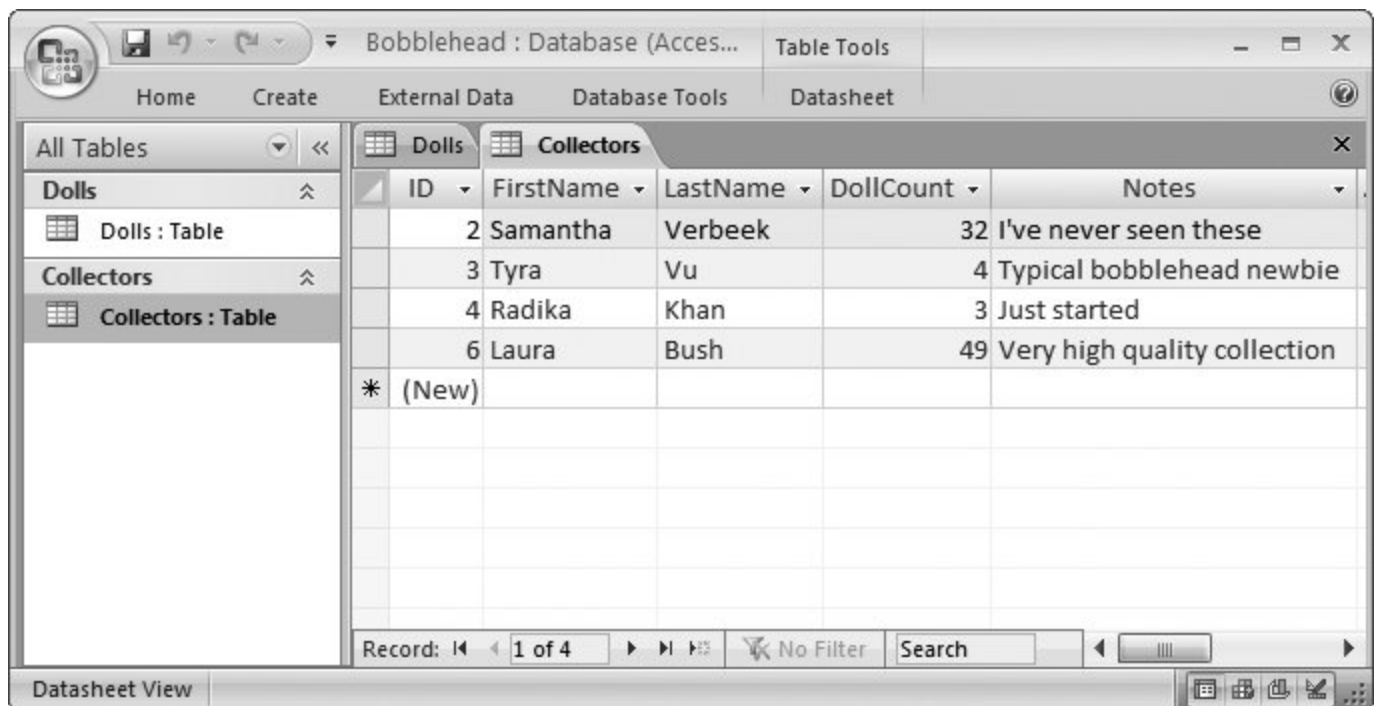 Bobblehead : Database (Acces... Table Tools
Home Create External Data Database Tools Datasheet
All Tables
Dolls Collectors
Dolls
Dolls : Table
Collectors
Collectors : Table
ID FirstName LastName DollCount Notes
2 Samantha Verbeek 32 I've never seen these
3 Tyra Vu 4 Typical bobblehead newbie
4 Radika Khan 3 Just started
6 Laura Bush 49 Very high quality collection
(New)
Record: 1 of 4 No Filter Search
Datasheet View